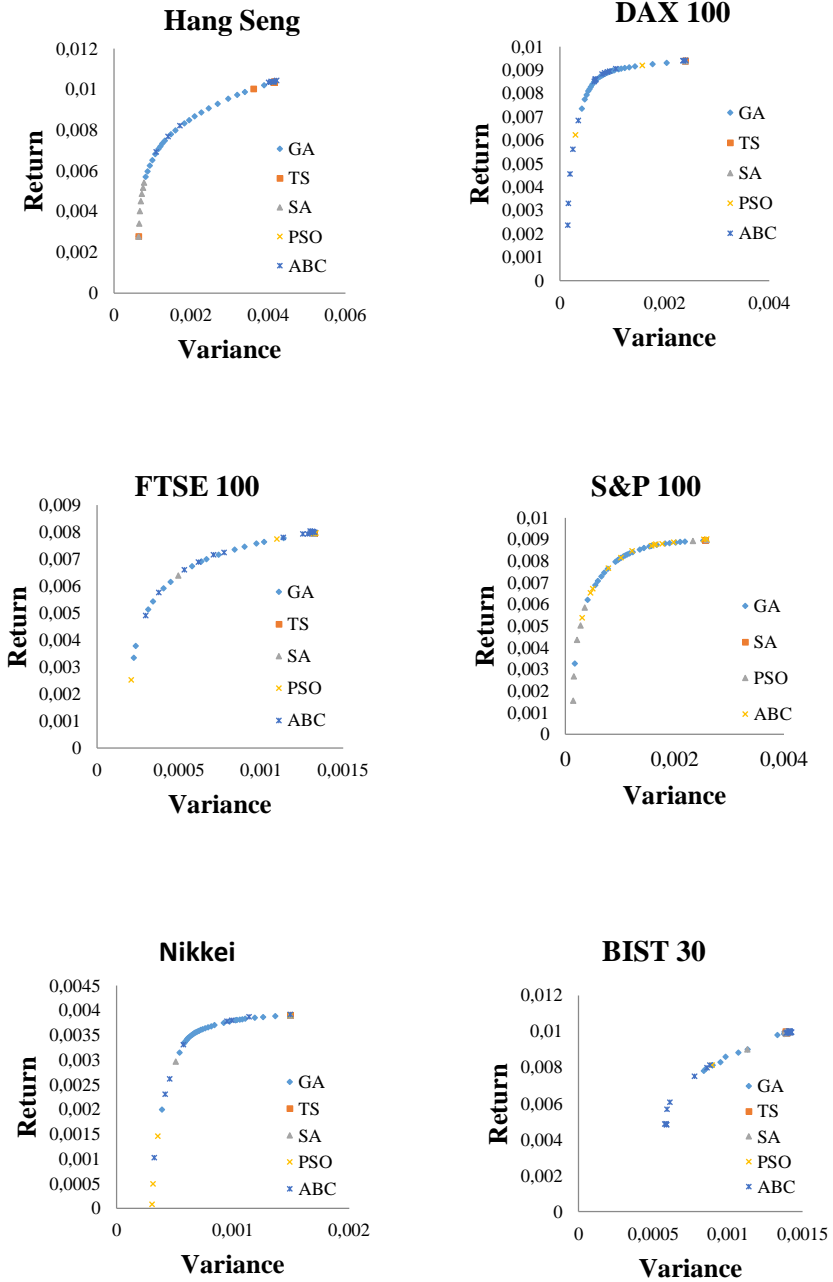 Hang Seng
0,012
0,01
0,008
0,006
0,004
0,002
0
Return
0
0,002
0,004
0,006
Variance
GA
TS
SA
PSO
ABC
DAX 100
0,01
0,009
0,008
0,007
0,006
0,005
0,004
0,003
0,002
0,001
0
Return
0
0,002
0,004
Variance
GA
TS
SA
PSO
ABC
FTSE 100
0,009
0,008
0,007
0,006
0,005
0,004
0,003
0,002
0,001
0
Return
0
0,0005
0,001
0,0015
Variance
GA
TS
SA
PSO
ABC
S&P 100
0,01
0,009
0,008
0,007
0,006
0,005
0,004
0,003
0,002
0,001
0
Return
0
0,002
0,004
Variance
GA
SA
PSO
ABC
Nikkei
0,0045
0,004
0,0035
0,003
0,0025
0,002
0,0015
0,001
0,0005
0
Return
0
0,001
0,002
Variance
GA
TS
SA
PSO
ABC
BIST 30
0,012
0,01
0,008
0,006
0,004
0,002
0
Return
0
0,0005
0,001
0,0015
Variance
GA
TS
SA
PSO
ABC